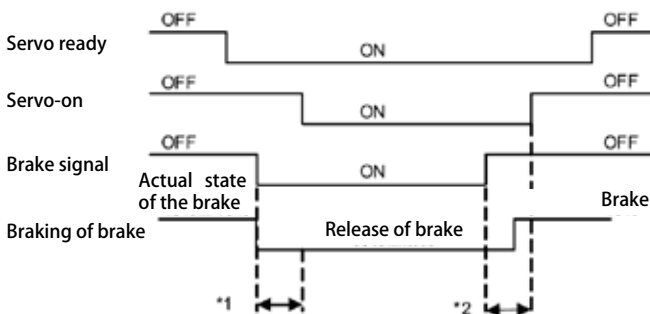 OFF OFF
Servo ready ON
OFF OFF
Servo-on ON
OFF OFF
Brake signal ON
Actual state
of the brake Brake
Braking of brake Release of brake
*1 *2